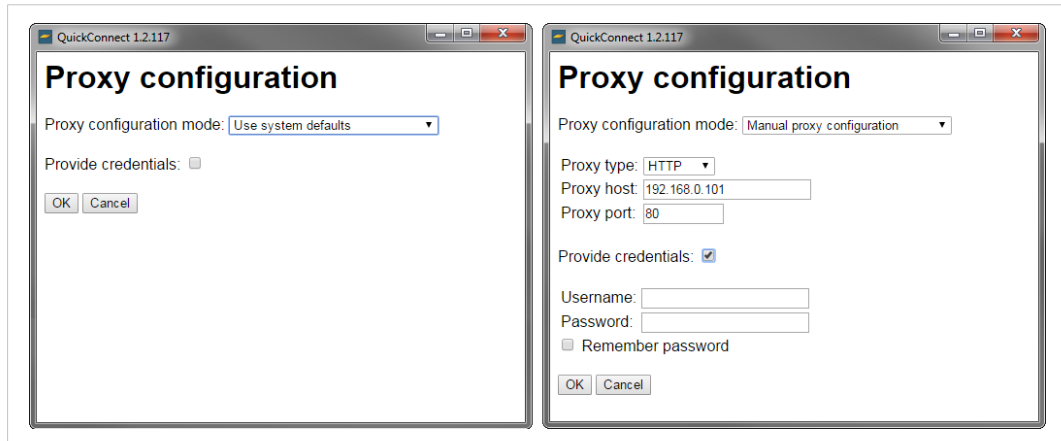 QuickConnect 1.2.117
Proxy configuration
Proxy configuration mode: Use system defaults
Provide credentials:
OK Cancel
QuickConnect 1.2.117
Proxy configuration
Proxy configuration mode: Manual proxy configuration
Proxy type: HTTP
Proxy host: 192.168.0.101
Proxy port: 80
Provide credentials:
Username:
Password:
Remember password
OK Cancel